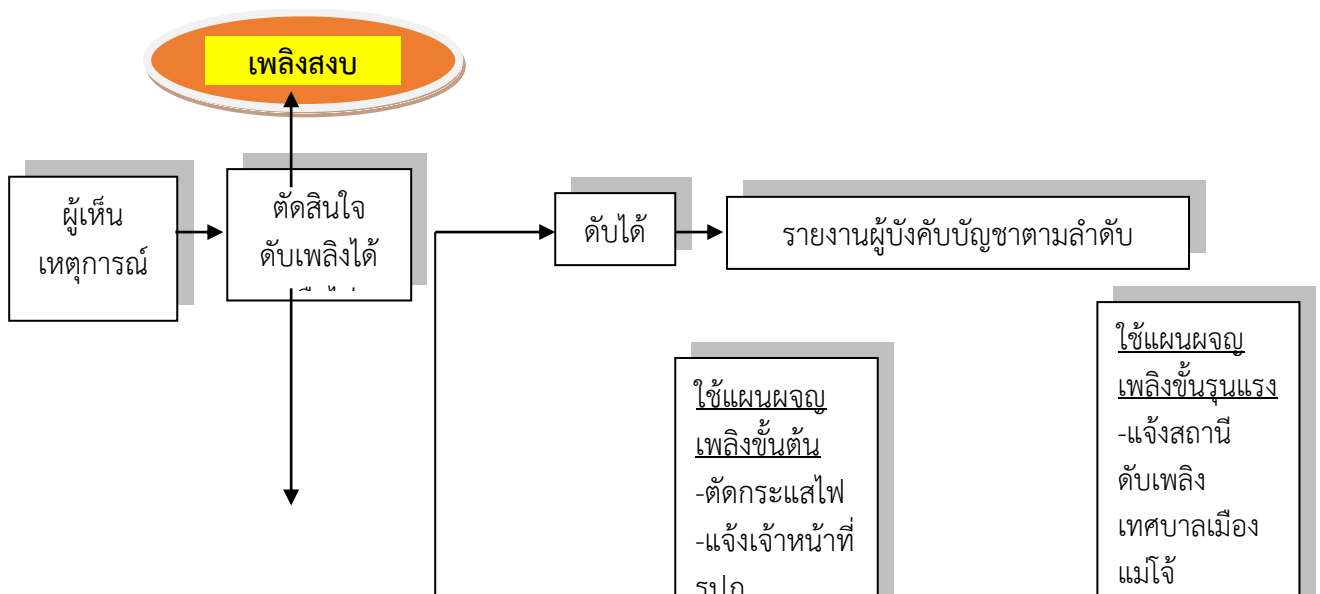 เพลิงสงบ
ผู้เห็น
เหตุการณ์
ตัดสินใจ
ดับเพลิงได้
ดับได้
รายงานผู้บังคับบัญชาตามลำดับ
ใช้แผนผจญ
เพลิงขั้นต้น
-ตัดกระแสไฟ
-แจ้งเจ้าหน้าที่
รปภ
ใช้แผนผจญ
เพลิงขั้นรุนแรง
-แจ้งสถานี
ดับเพลิง
เทศบาลเมือง
แม่โจ้